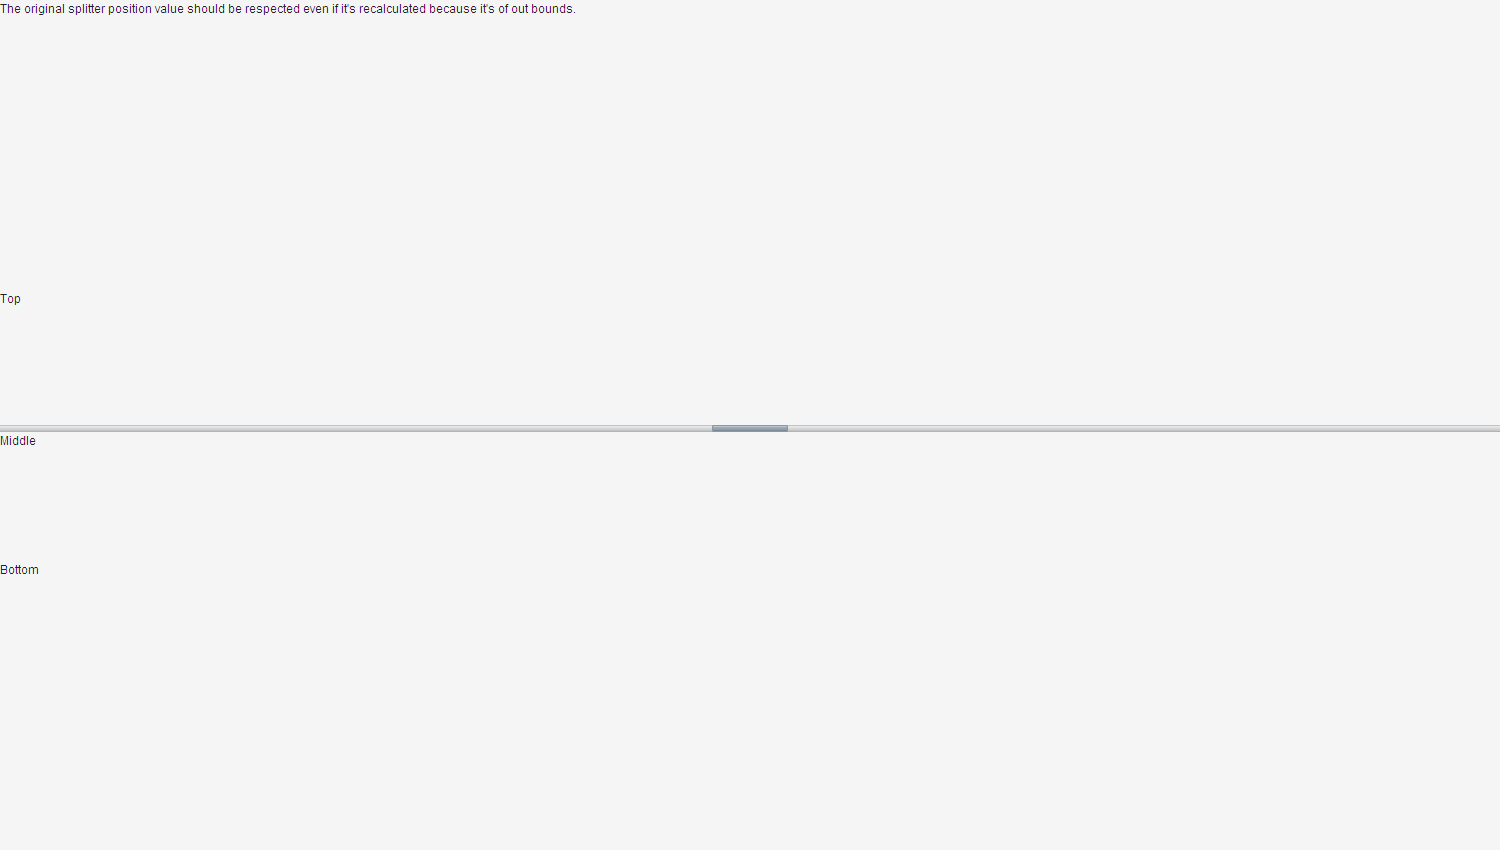 The original splitter position value should be respected even if it's recalculated because it's of out bounds.
Top
Middle
Bottom